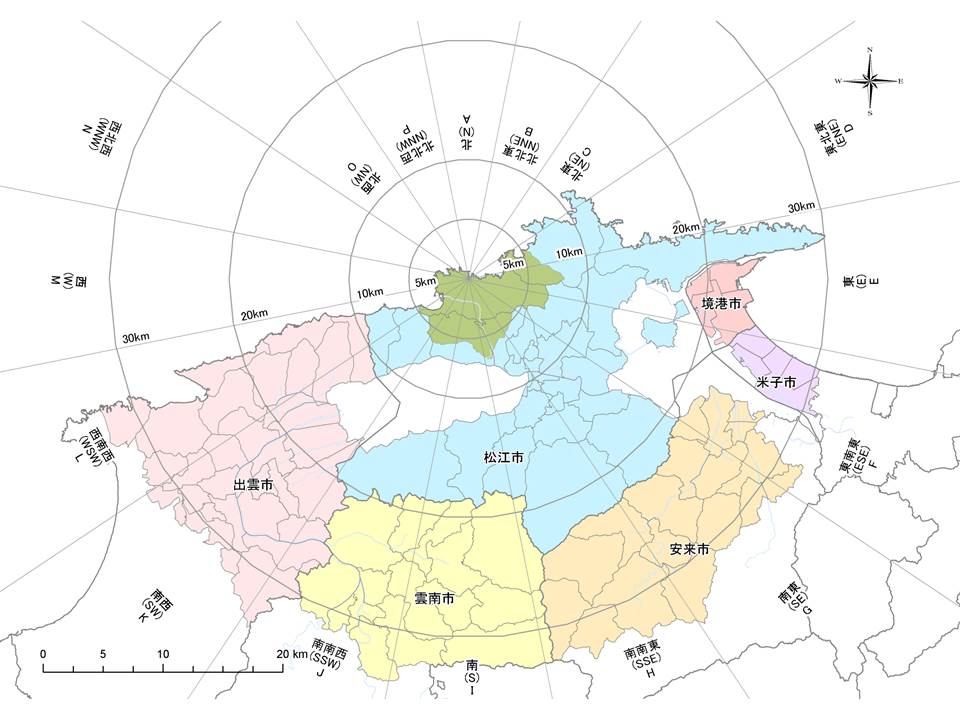 N
W
E
S
北
(N)
A
北北西
(NNW)
P
北北東
(NNE)
B
北西
(NW)
O
北東
(NE)
C
西北西
(WNW)
N
東北東
(ENE)
D
西
(W)
M
東
(E)
E
5km
5km
10km
10km
20km
20km
30km
30km
境港市
米子市
松江市
出雲市
安来市
雲南市
西南西
(WSW)
L
東南東
(ESE)
F
南西
(SW)
K
南東
(SE)
G
南南西
(SSW)
J
南
(S)
I
南南東
(SSE)
H
0 5 10 20 km